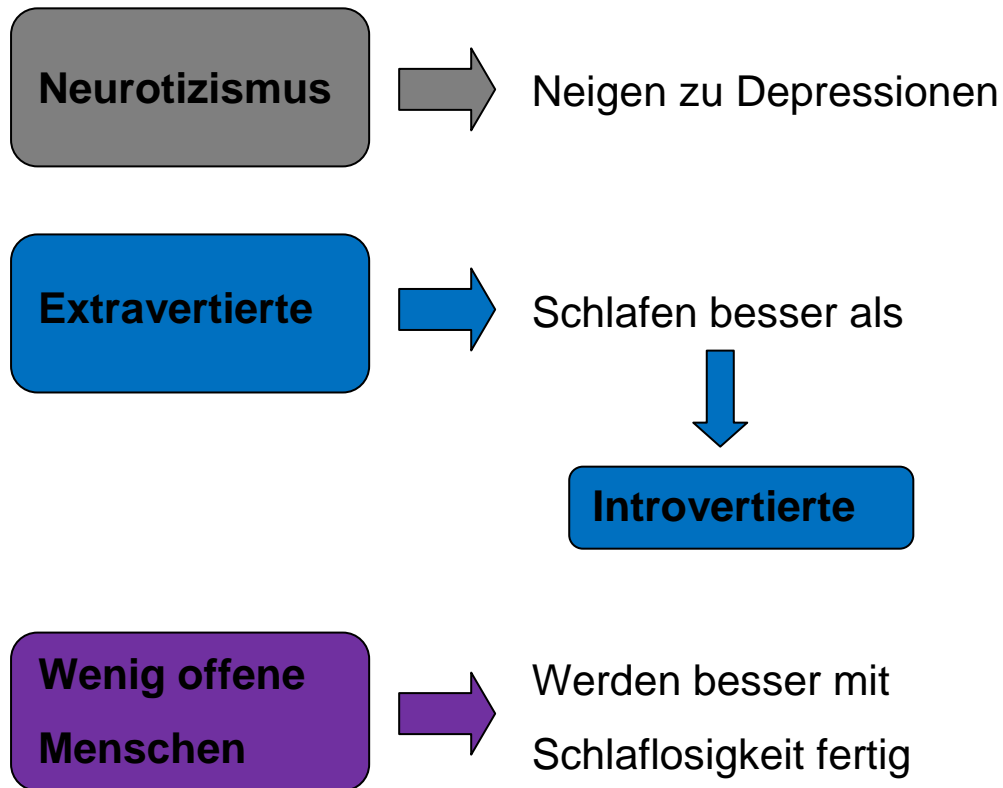 Neurotizismus
Neigen zu Depressionen
Extravertierte
Schlafen besser als
Introvertierte
Wenig offene
Menschen
Werden besser mit
Schlaflosigkeit fertig